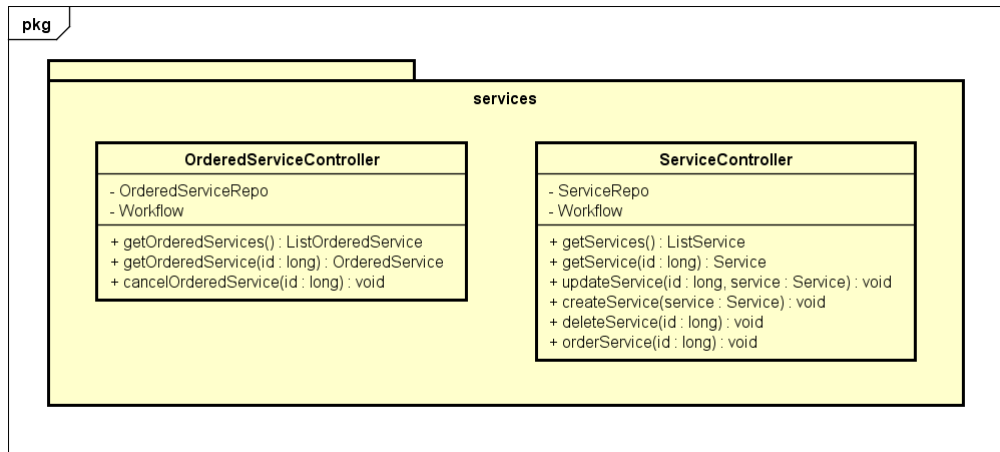 pkg
services
OrderedServiceController
- OrderedServiceRepo
- Workflow
+ getOrderedServices() : ListOrderedService
+ getOrderedService(id : long) : OrderedService
+ cancelOrderedService(id : long) : void
ServiceController
- ServiceRepo
- Workflow
+ getServices() : ListService
+ getService(id : long) : Service
+ updateService(id : long, service : Service) : void
+ createService(service : Service) : void
+ deleteService(id : long) : void
+ orderService(id : long) : void